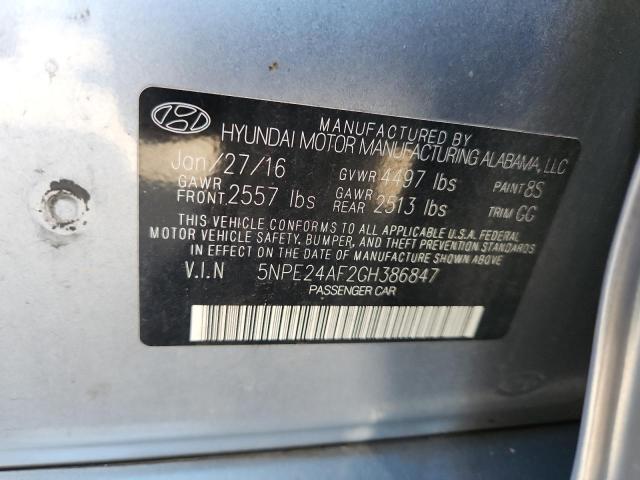 MANUFACTURED BY
HYUNDAI MOTOR MANUFACTURING ALABAMA, LLC
Jan/27/16 GVWR 4497 lbs PAINT 8S
GAWR FRONT 2557 lbs GAWR REAR 2513 lbs TRIM GG
THIS VEHICLE CONFORMS TO ALL APPLICABLE U.S.A. FEDERAL
MOTOR VEHICLE SAFETY, BUMPER, AND THEFT PREVENTION STANDARDS
IN EFFECT ON THE DATE OF MANUFACTURE SHOWN ABOVE.
V.I.N 5NPE24AF2GH386847
PASSENGER CAR